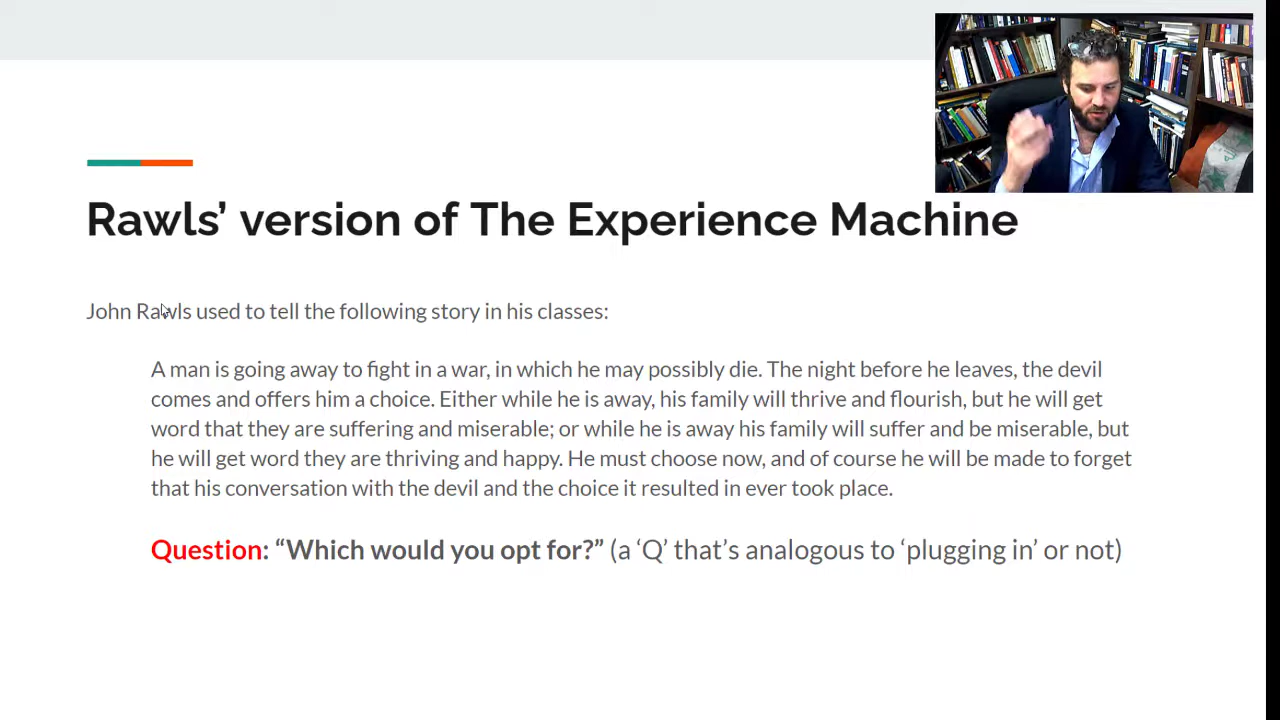 Rawls’ version of The Experience Machine
John Rawls used to tell the following story in his classes:
A man is going away to fight in a war, in which he may possibly die. The night before he leaves, the devil
comes and offers him a choice. Either while he is away, his family will thrive and flourish, but he will get
word that they are suffering and miserable; or while he is away his family will suffer and be miserable, but
he will get word they are thriving and happy. He must choose now, and of course he will be made to forget
that his conversation with the devil and the choice it resulted in ever took place.
Question: “Which would you opt for?” (a ‘Q’ that’s analogous to ‘plugging in’ or not)